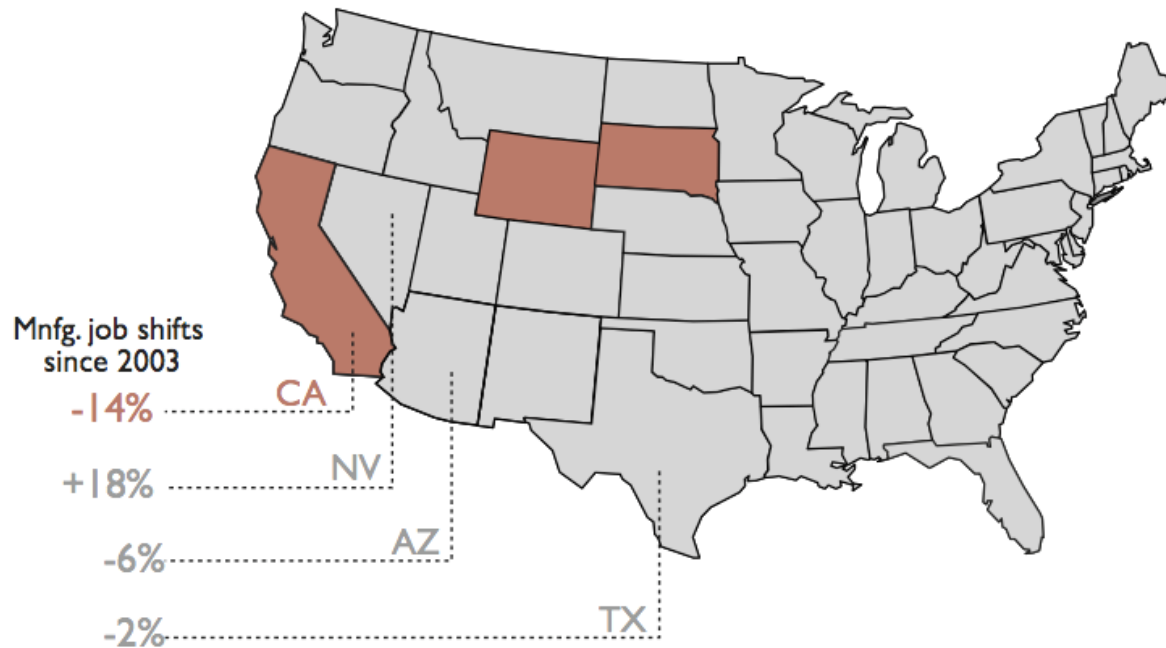 Mnfg. job shifts
since 2003
-14%
CA
+18%
NV
-6%
AZ
-2%
TX